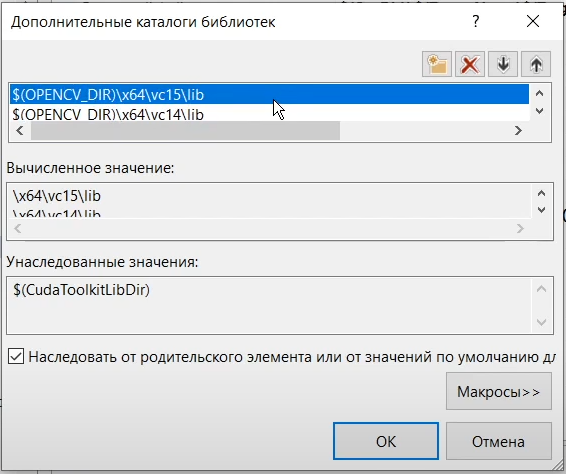 Дополнительные каталоги библиотек
$(OPENCV_DIR)\x64\vc15\lib
$(OPENCV_DIR)\x64\vc14\lib
Вычисленное значение:
\x64\vc15\lib
\x64\vc14\lib
Унаследованные значения:
$(CudaToolkitLibDir)
Наследовать от родительского элемента или от значений по умолчанию
Макросы>>
ОК
Отмена